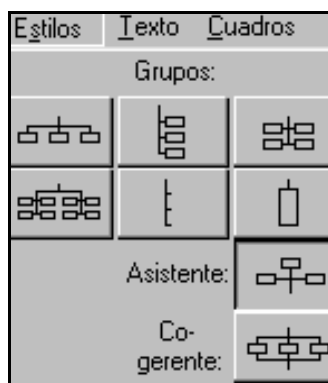 Estilos Texto Cuadros
Grupos:
Asistente:
Co-
gerente: